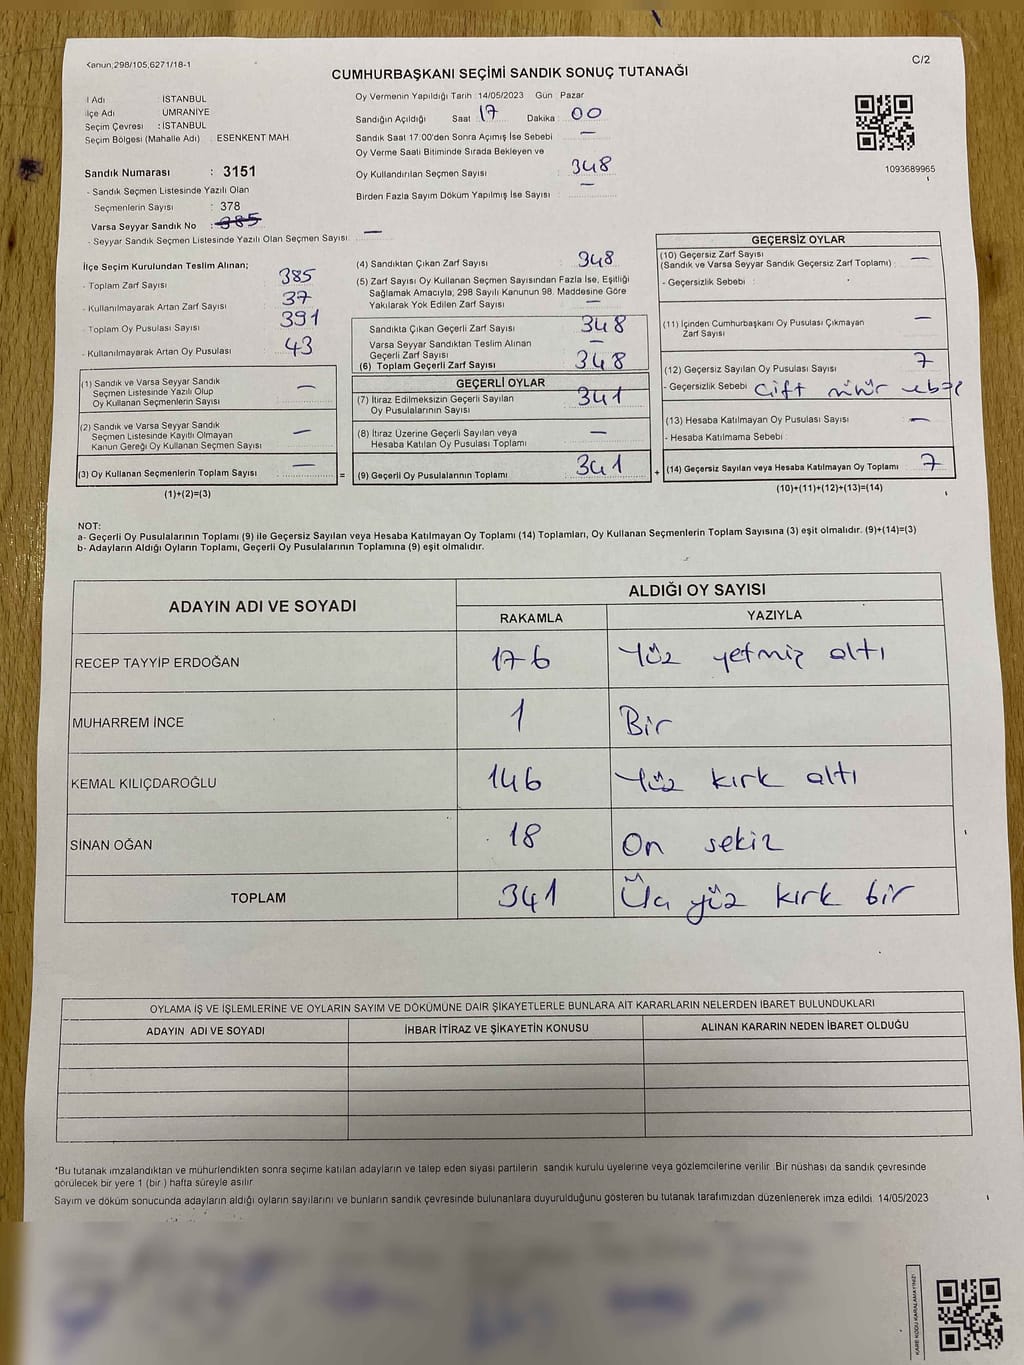 Kanun,298/105,6271/18-1
C/2
CUMHURBAŞKANI SEÇİMİ SANDIK SONUÇ TUTANAĞI
İ Adı İSTANBUL
İlçe Adı ÜMRANİYE
Seçim Çevresi : İSTANBUL
Seçim Bölgesi (Mahalle Adı) : ESENKENT MAH.
Sandık Numarası : 3151
- Sandık Seçmen Listesinde Yazılı Olan
Seçmenlerin Sayısı : 378
Varsa Seyyar Sandık No : 385
- Seyyar Sandık Seçmen Listesinde Yazılı Olan Seçmen Sayısı: —
Oy Vermenin Yapıldığı Tarih : 14/05/2023 Gün : Pazar
Sandığın Açıldığı Saat 17 Dakika 00
Sandık Saat 17:00'den Sonra Açımış İse Sebebi —
Oy Verme Saati Bitiminde Sırada Bekleyen ve
Oy Kullandırılan Seçmen Sayısı : 348
Birden Fazla Sayım Döküm Yapılmış İse Sayısı : —
1093689965
İlçe Seçim Kurulundan Teslim Alınan;
- Toplam Zarf Sayısı : 385
- Kullanılmayarak Artan Zarf Sayısı : 37
- Toplam Oy Pusulası Sayısı : 391
- Kullanılmayarak Artan Oy Pusulası : 43
(1) Sandık ve Varsa Seyyar Sandık
Seçmen Listesinde Yazılı Olup
Oy Kullanan Seçmenlerin Sayısı —
(2) Sandık ve Varsa Seyyar Sandık
Seçmen Listesinde Kayıtlı Olmayan
Kanun Gereği Oy Kullanan Seçmen Sayısı —
(3) Oy Kullanan Seçmenlerin Toplam Sayısı — =
(1)+(2)=(3)
(4) Sandıktan Çıkan Zarf Sayısı : 348
(5) Zarf Sayısı Oy Kullanan Seçmen Sayısından Fazla İse, Eşitliği
Sağlamak Amacıyla, 298 Sayılı Kanunun 98. Maddesine Göre
Yakılarak Yok Edilen Zarf Sayısı : —
Sandıkta Çıkan Geçerli Zarf Sayısı : 348
Varsa Seyyar Sandıktan Teslim Alınan
Geçerli Zarf Sayısı : —
(6) Toplam Geçerli Zarf Sayısı : 348
GEÇERLİ OYLAR
(7) İtiraz Edilmeksizin Geçerli Sayılan
Oy Pusulalarının Sayısı : 341
(8) İtiraz Üzerine Geçerli Sayılan veya
Hesaba Katılan Oy Pusulası Toplamı : —
(9) Geçerli Oy Pusulalarının Toplamı : 341 +
GEÇERSİZ OYLAR
(10) Geçersiz Zarf Sayısı
(Sandık ve Varsa Seyyar Sandık Geçersiz Zarf Toplamı) : —
- Geçersizlik Sebebi :
(11) İçinden Cumhurbaşkanı Oy Pusulası Çıkmayan
Zarf Sayısı : —
(12) Geçersiz Sayılan Oy Pusulası Sayısı : 7
- Geçersizlik Sebebi : Çift
(13) Hesaba Katılmayan Oy Pusulası Sayısı : —
- Hesaba Katılmama Sebebi :
(14) Geçersiz Sayılan veya Hesaba Katılmayan Oy Toplamı : 7
(10)+(11)+(12)+(13)=(14)
NOT:
a- Geçerli Oy Pusulalarının Toplamı (9) ile Geçersiz Sayılan veya Hesaba Katılmayan Oy Toplamı (14) Toplamları, Oy Kullanan Seçmenlerin Toplam Sayısına (3) eşit olmalıdır. (9)+(14)=(3)
b- Adayların Aldığı Oyların Toplamı, Geçerli Oy Pusulalarının Toplamına (9) eşit olmalıdır.
ADAYIN ADI VE SOYADI ALDIĞI OY SAYISI
RAKAMLA YAZIYLA
RECEP TAYYİP ERDOĞAN 176 Yüz yetmiş altı
MUHARREM İNCE 1 Bir
KEMAL KILIÇDAROĞLU 146 Yüz kırk altı
SİNAN OĞAN 18 On sekiz
TOPLAM 341 Üç yüz kırk bir
OYLAMA İŞ VE İŞLEMLERİNE VE OYLARIN SAYIM VE DÖKÜMÜNE DAİR ŞİKAYETLERLE BUNLARA AİT KARARLARIN NELERDEN İBARET BULUNDUKLARI
ADAYIN ADI VE SOYADI İHBAR İTİRAZ VE ŞİKAYETİN KONUSU ALINAN KARARIN NEDEN İBARET OLDUĞU
*Bu tutanak imzalandıktan ve mühürlendikten sonra seçime katılan adayların ve talep eden siyasi partilerin sandık kurulu üyelerine veya gözlemcilerine verilir. Bir nüshası da sandık çevresinde
görülecek bir yere 1 (bir ) hafta süreyle asılır.
Sayım ve döküm sonucunda adayların aldığı oyların sayılarını ve bunların sandık çevresinde bulunanlara duyurulduğunu gösteren bu tutanak tarafımızdan düzenlenerek imza edildi. 14/05/2023
KARE KODU KARALAMAYINIZ!